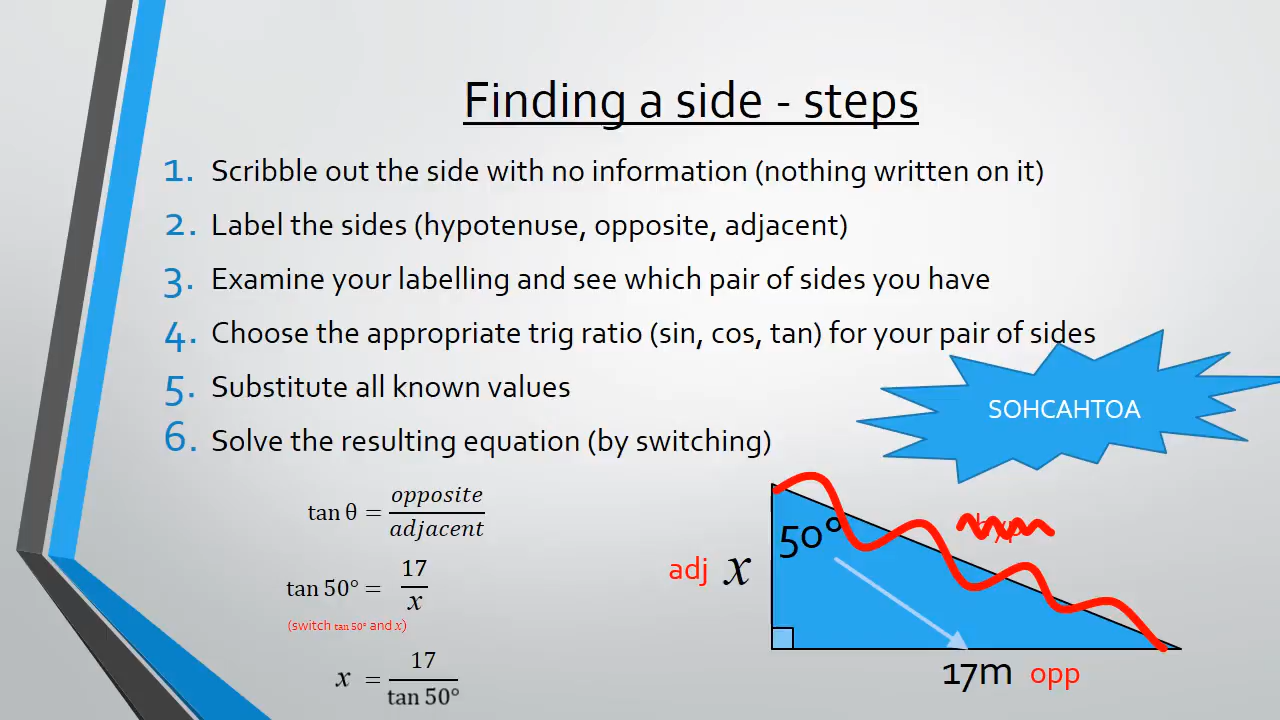 Finding a side - steps
1. Scribble out the side with no information (nothing written on it)
2. Label the sides (hypotenuse, opposite, adjacent)
3. Examine your labelling and see which pair of sides you have
4. Choose the appropriate trig ratio (sin, cos, tan) for your pair of sides
5. Substitute all known values
6. Solve the resulting equation (by switching)
SOHCAHTOA
tan θ = opposite / adjacent
tan 50° = 17 / x
(switch tan 50° and x)
x = 17 / tan 50°
50°
hyp
adj x
17m opp